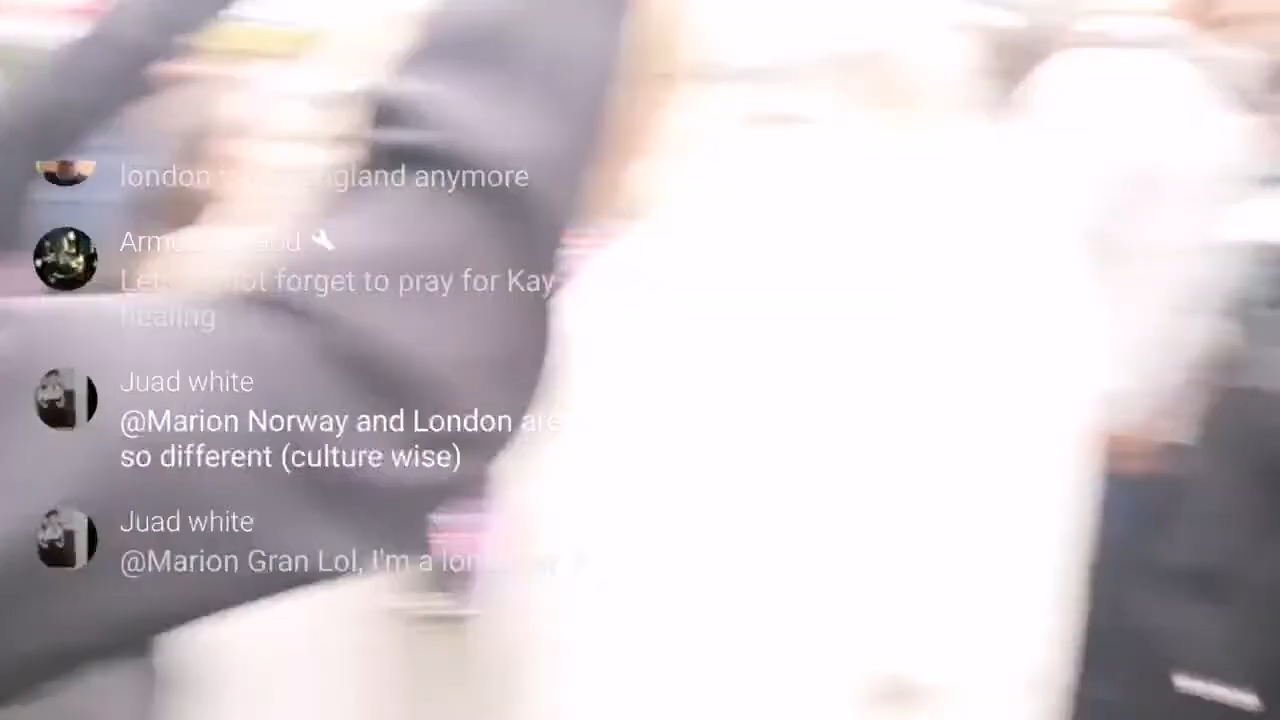 london England anymore
not forget to pray for Kay
healing
Juad white
@Marion Norway and London are
so different (culture wise)
Juad white
@Marion Gran Lol, I'm a